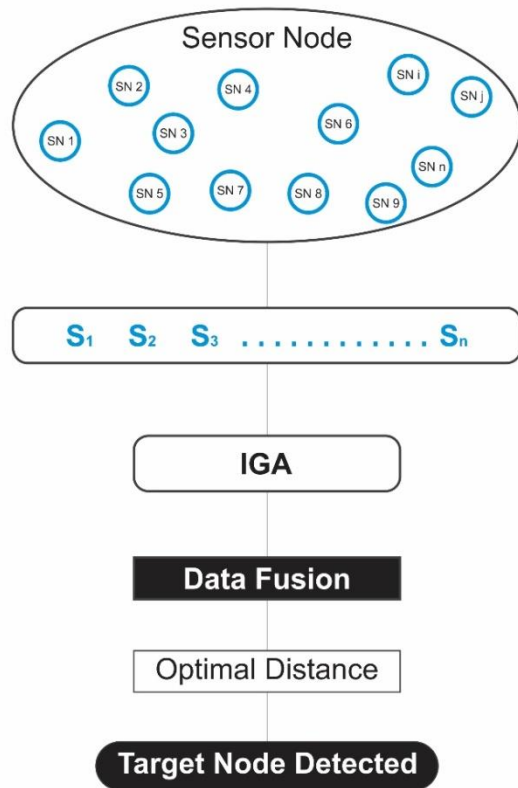 Sensor Node
SN i
SN 2
SN 4
SN j
SN 6
SN 3
SN 1
SN n
SN 5
SN 7
SN 8
SN 9
S₁ S₂ S₃ . . . . . . . . . . . . Sₙ
IGA
Data Fusion
Optimal Distance
Target Node Detected